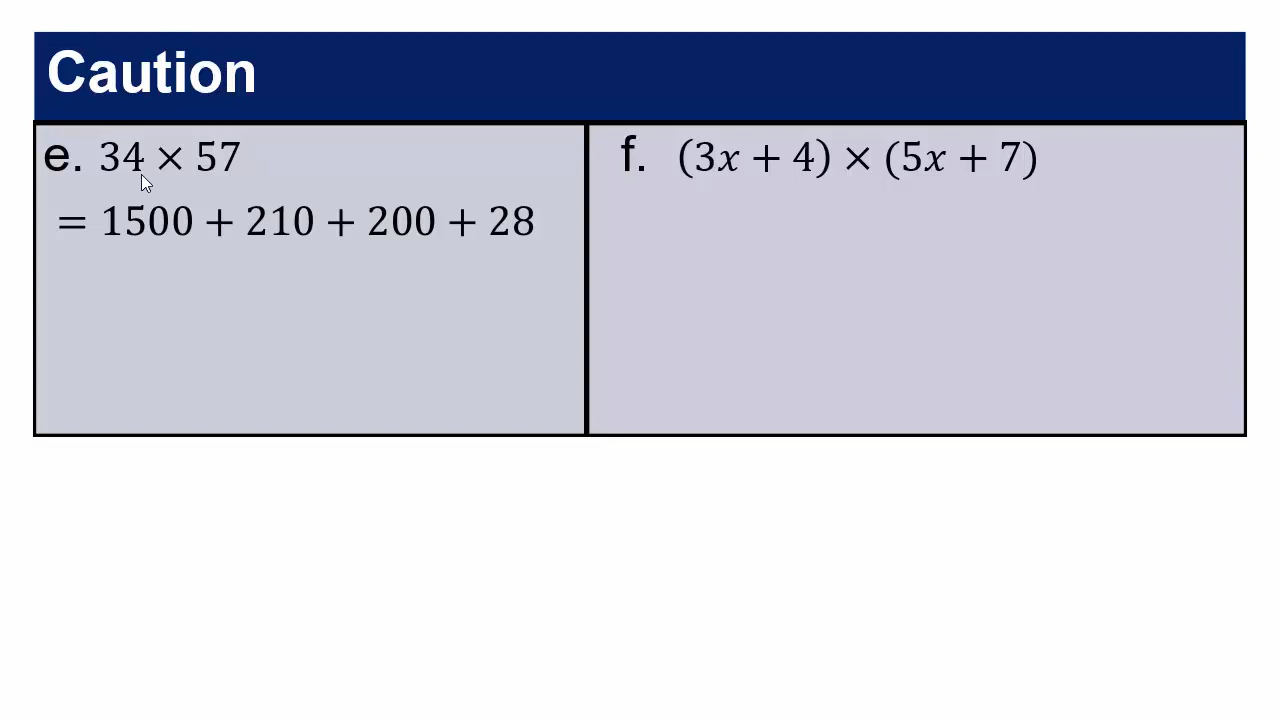 Caution
e. 34 × 57
= 1500 + 210 + 200 + 28
f. (3x + 4) × (5x + 7)